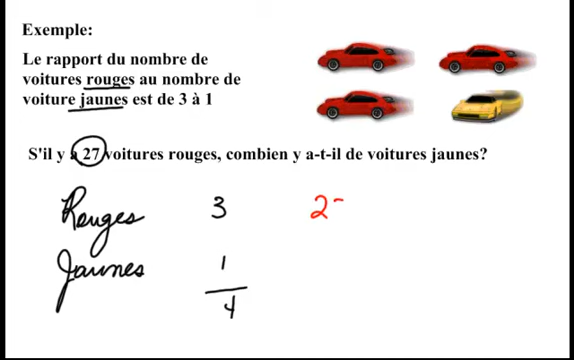 Exemple:
Le rapport du nombre de
voitures rouges au nombre de
voiture jaunes est de 3 à 1
S'il y a 27 voitures rouges, combien y a-t-il de voitures jaunes?
Rouges 3 2
Jaunes 1
4